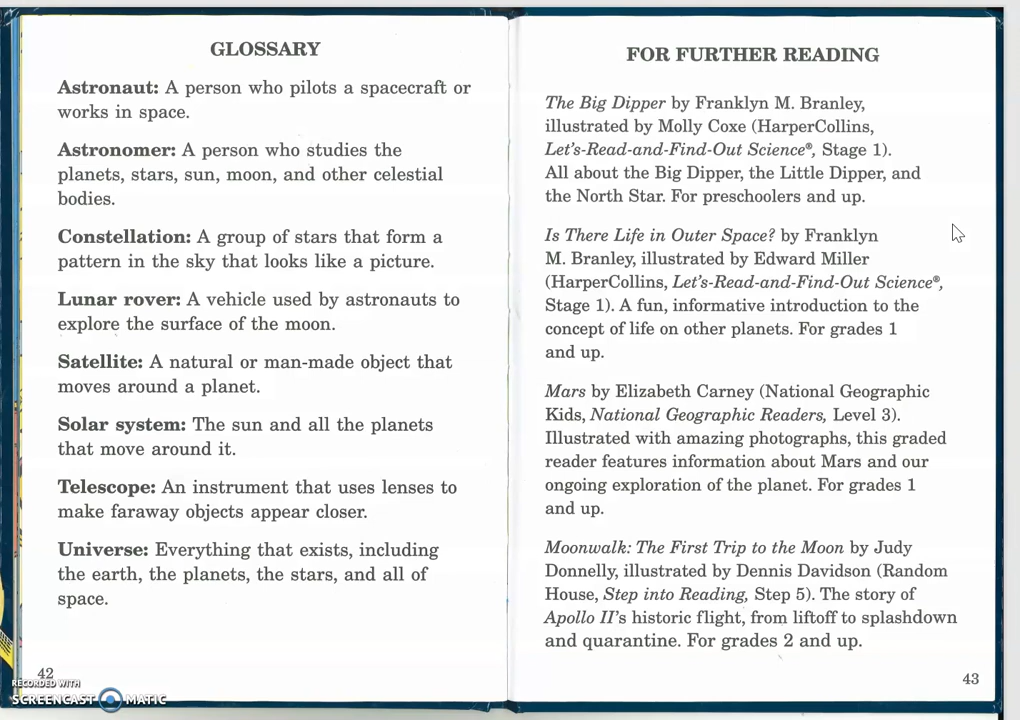 GLOSSARY
Astronaut: A person who pilots a spacecraft or
works in space.
Astronomer: A person who studies the
planets, stars, sun, moon, and other celestial
bodies.
Constellation: A group of stars that form a
pattern in the sky that looks like a picture.
Lunar rover: A vehicle used by astronauts to
explore the surface of the moon.
Satellite: A natural or man-made object that
moves around a planet.
Solar system: The sun and all the planets
that move around it.
Telescope: An instrument that uses lenses to
make faraway objects appear closer.
Universe: Everything that exists, including
the earth, the planets, the stars, and all of
space.
42
RECORDED WITH
SCREENCAST MATIC
FOR FURTHER READING
The Big Dipper by Franklyn M. Branley,
illustrated by Molly Coxe (HarperCollins,
Let's-Read-and-Find-Out Science®, Stage 1).
All about the Big Dipper, the Little Dipper, and
the North Star. For preschoolers and up.
Is There Life in Outer Space? by Franklyn
M. Branley, illustrated by Edward Miller
(HarperCollins, Let's-Read-and-Find-Out Science®,
Stage 1). A fun, informative introduction to the
concept of life on other planets. For grades 1
and up.
Mars by Elizabeth Carney (National Geographic
Kids, National Geographic Readers, Level 3).
Illustrated with amazing photographs, this graded
reader features information about Mars and our
ongoing exploration of the planet. For grades 1
and up.
Moonwalk: The First Trip to the Moon by Judy
Donnelly, illustrated by Dennis Davidson (Random
House, Step into Reading, Step 5). The story of
Apollo II's historic flight, from liftoff to splashdown
and quarantine. For grades 2 and up.
43